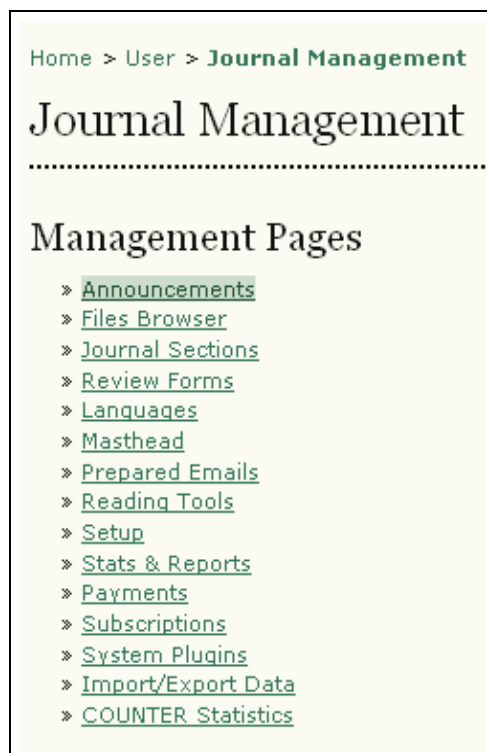 Home > User > Journal Management
Journal Management
Management Pages
» Announcements
» Files Browser
» Journal Sections
» Review Forms
» Languages
» Masthead
» Prepared Emails
» Reading Tools
» Setup
» Stats & Reports
» Payments
» Subscriptions
» System Plugins
» Import/Export Data
» COUNTER Statistics